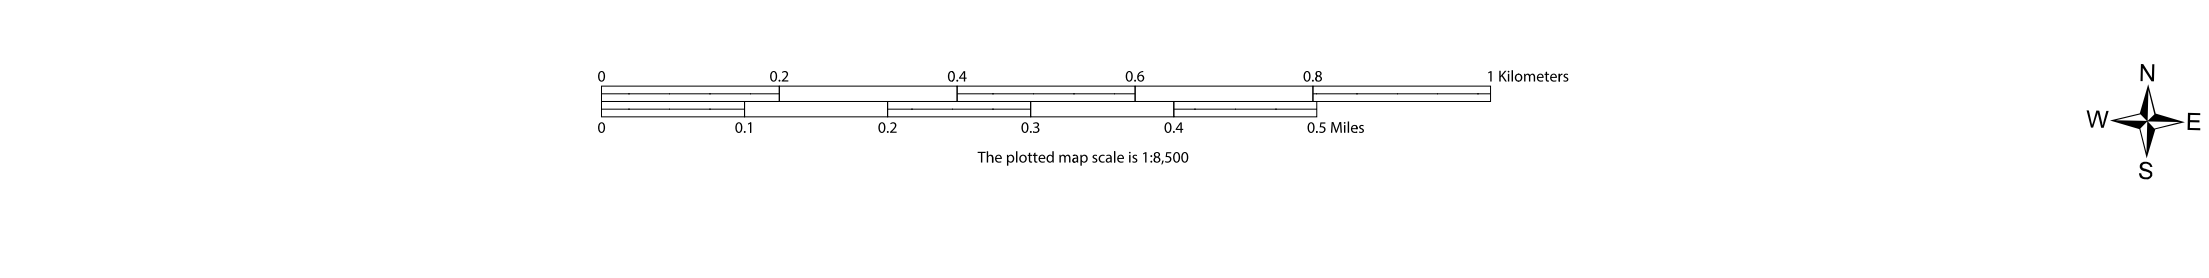 0 0.2 0.4 0.6 0.8 1 Kilometers
0 0.1 0.2 0.3 0.4 0.5 Miles
The plotted map scale is 1:8,500
N
W E
S